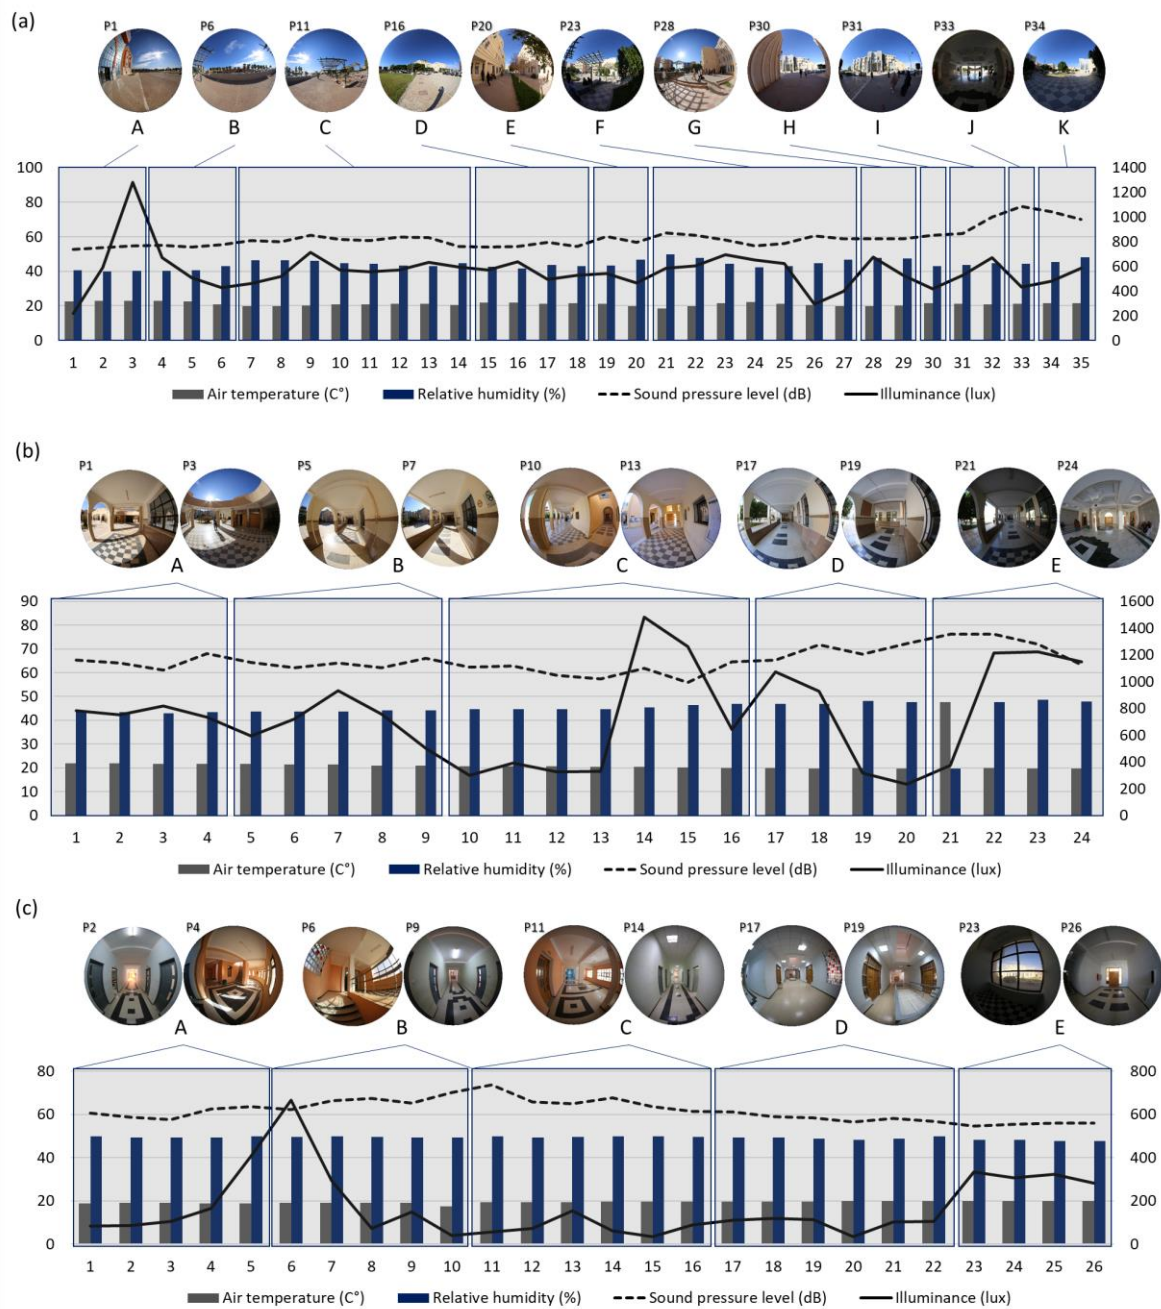 (a)
P1 P6 P11 P16 P20 P23 P28 P30 P31 P33 P34
A B C D E F G H I J K
100 1400
1200
80 1000
60 800
40 600
400
20 200
0 0
1 2 3 4 5 6 7 8 9 10 11 12 13 14 15 16 17 18 19 20 21 22 23 24 25 26 27 28 29 30 31 32 33 34 35
Air temperature (C°) Relative humidity (%) Sound pressure level (dB) Illuminance (lux)
(b)
P1 P3 P5 P7 P10 P13 P17 P19 P21 P24
A B C D E
90 1600
80 1400
70 1200
60 1000
50 800
40 600
30 400
20 200
10
0 0
1 2 3 4 5 6 7 8 9 10 11 12 13 14 15 16 17 18 19 20 21 22 23 24
Air temperature (C°) Relative humidity (%) Sound pressure level (dB) Illuminance (lux)
(c)
P2 P4 P6 P9 P11 P14 P17 P19 P23 P26
A B C D E
80 800
60 600
40 400
20 200
0 0
1 2 3 4 5 6 7 8 9 10 11 12 13 14 15 16 17 18 19 20 21 22 23 24 25 26
Air temperature (C°) Relative humidity (%) Sound pressure level (dB) Illuminance (lux)